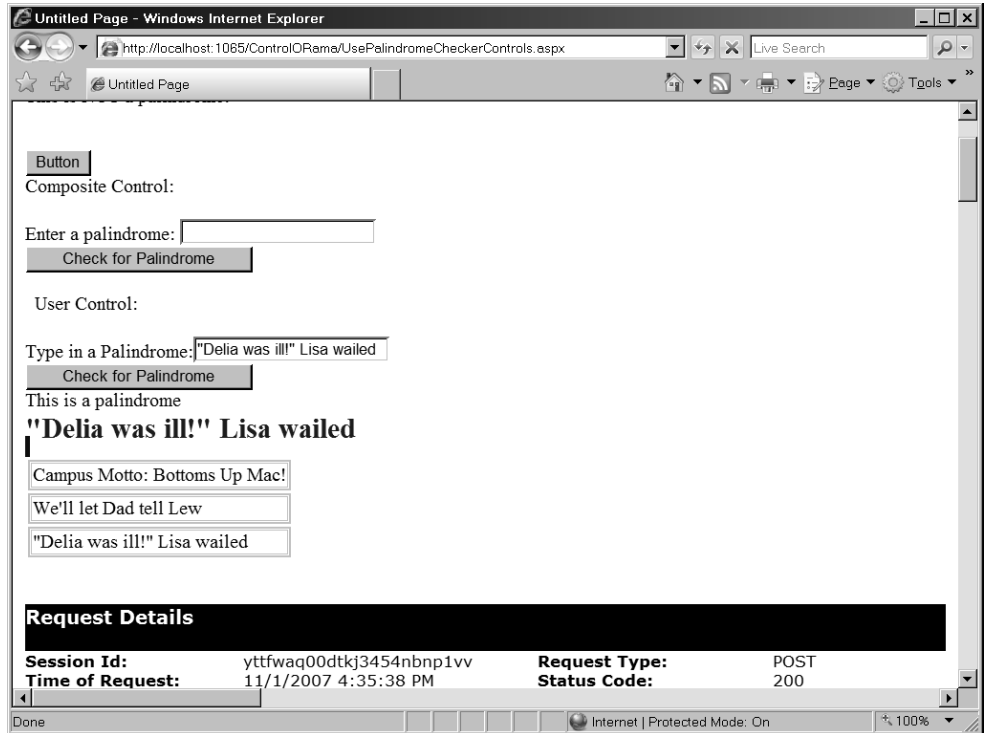 Untitled Page - Windows Internet Explorer
http://localhost:1065/ControlORama/UsePalindromeCheckerControls.aspx
Live Search
Untitled Page
Page
Tools
Button
Composite Control:
Enter a palindrome:
Check for Palindrome
User Control:
Type in a Palindrome: "Delia was ill!" Lisa wailed
Check for Palindrome
This is a palindrome
"Delia was ill!" Lisa wailed
Campus Motto: Bottoms Up Mac!
We'll let Dad tell Lew
"Delia was ill!" Lisa wailed
Request Details
Session Id: yttfwaq00dtkj3454nbnp1vv Request Type: POST
Time of Request: 11/1/2007 4:35:38 PM Status Code: 200
Done Internet | Protected Mode: On 100%